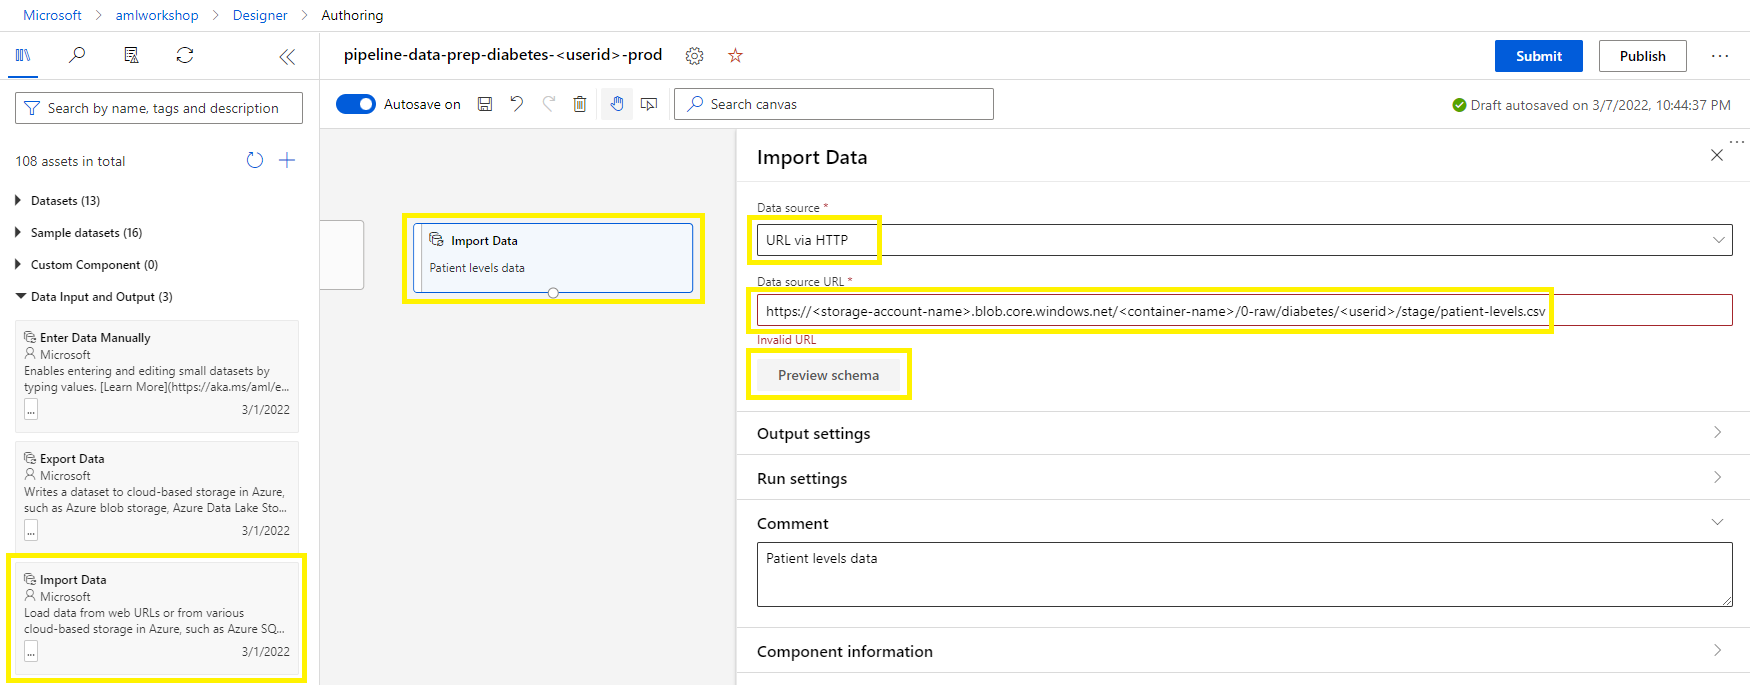 Microsoft > amlworkshop > Designer > Authoring
pipeline-data-prep-diabetes-<userid>-prod
Submit
Publish
...
Search by name, tags and description
Autosave on
Search canvas
Draft autosaved on 3/7/2022, 10:44:37 PM
108 assets in total
Datasets (13)
Sample datasets (16)
Custom Component (0)
Data Input and Output (3)
Enter Data Manually
Microsoft
Enables entering and editing small datasets by
typing values. [Learn More](https://aka.ms/aml/e...
...
3/1/2022
Export Data
Microsoft
Writes a dataset to cloud-based storage in Azure,
such as Azure blob storage, Azure Data Lake Sto...
...
3/1/2022
Import Data
Microsoft
Load data from web URLs or from various
cloud-based storage in Azure, such as Azure SQ...
...
3/1/2022
Import Data
Patient levels data
Import Data
...
Data source *
URL via HTTP
Data source URL *
https://<storage-account-name>.blob.core.windows.net/<container-name>/0-raw/diabetes/<userid>/stage/patient-levels.csv
Invalid URL
Preview schema
Output settings
Run settings
Comment
Patient levels data
Component information